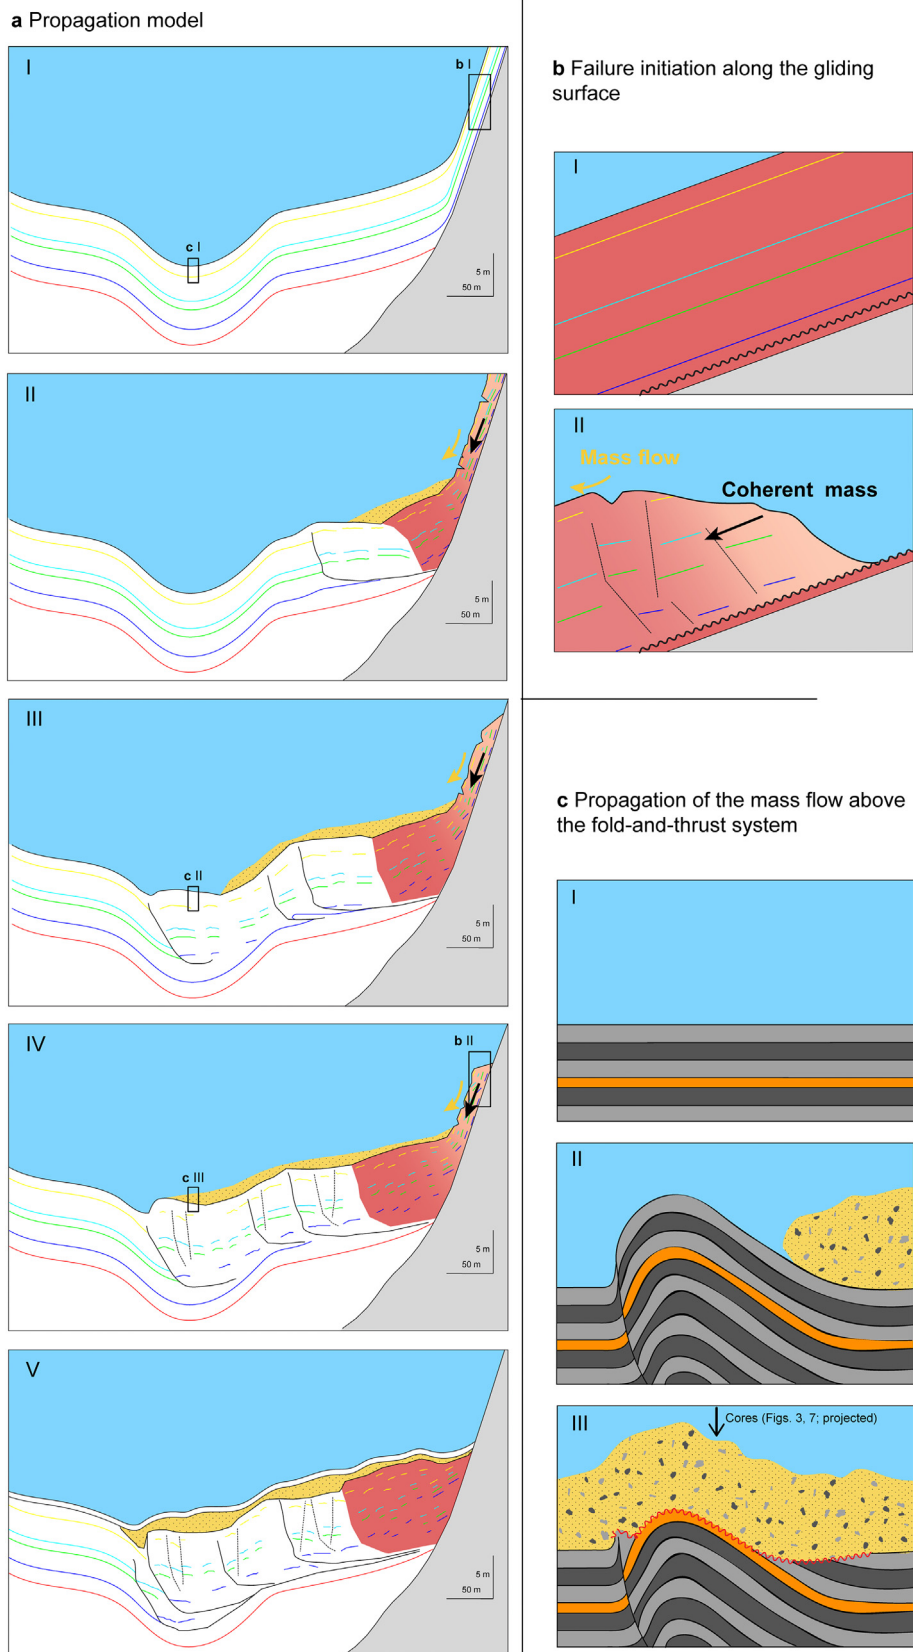 a Propagation model
I
b I
c I
5 m
50 m
II
5 m
50 m
III
c II
5 m
50 m
IV
b II
c III
5 m
50 m
V
5 m
50 m
b Failure initiation along the gliding
surface
I
II
Mass flow
Coherent mass
c Propagation of the mass flow above
the fold-and-thrust system
I
II
III
Cores (Figs. 3, 7; projected)